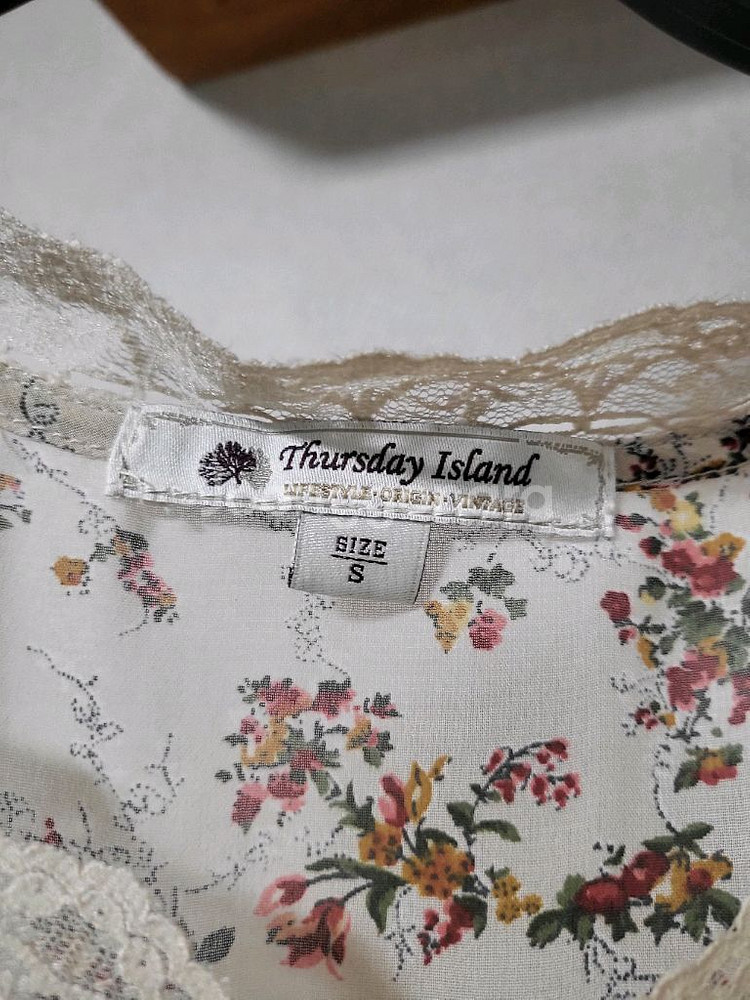 Thursday Island
LIFESTYLE·ORIGIN·VINTAGE
SIZE
S